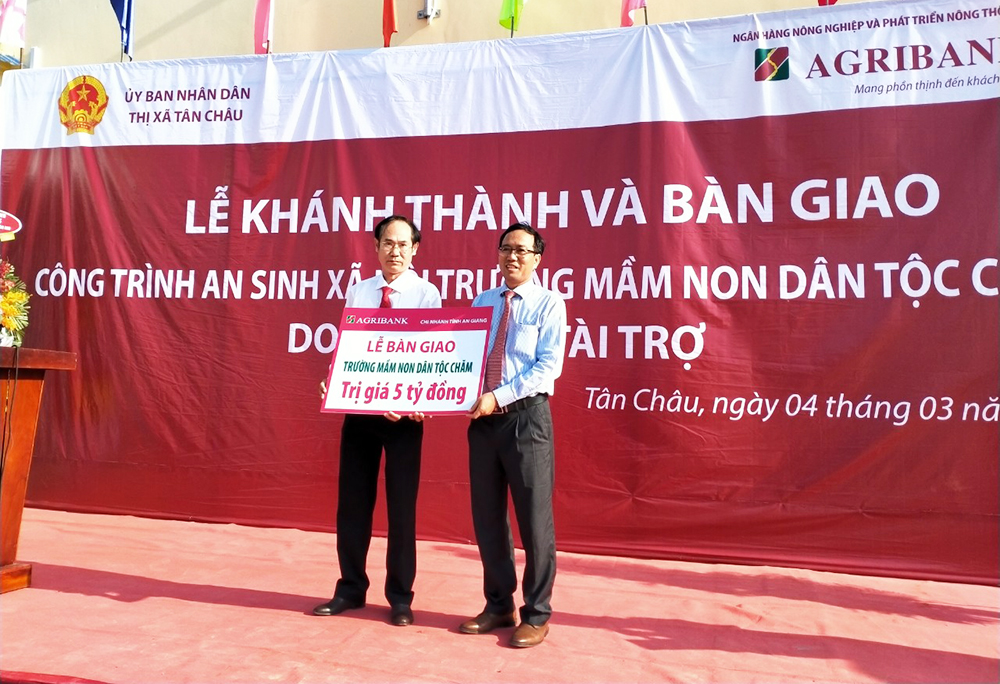 NGÂN HÀNG NÔNG NGHIỆP VÀ PHÁT TRIỂN NÔNG THÔ
AGRIBANK
Mang phồn thịnh đến khách
ỦY BAN NHÂN DÂN
THỊ XÃ TÂN CHÂU
LỄ KHÁNH THÀNH VÀ BÀN GIAO
CÔNG TRÌNH AN SINH XÃ TRƯỜNG MẦM NON DÂN TỘC C
DO TÀI TRỢ
Tân Châu, ngày 04 tháng 03 nă
AGRIBANK CHI NHÁNH TỈNH AN GIANG
LỄ BÀN GIAO
TRƯỜNG MẦM NON DÂN TỘC CHĂM
Trị giá 5 tỷ đồng